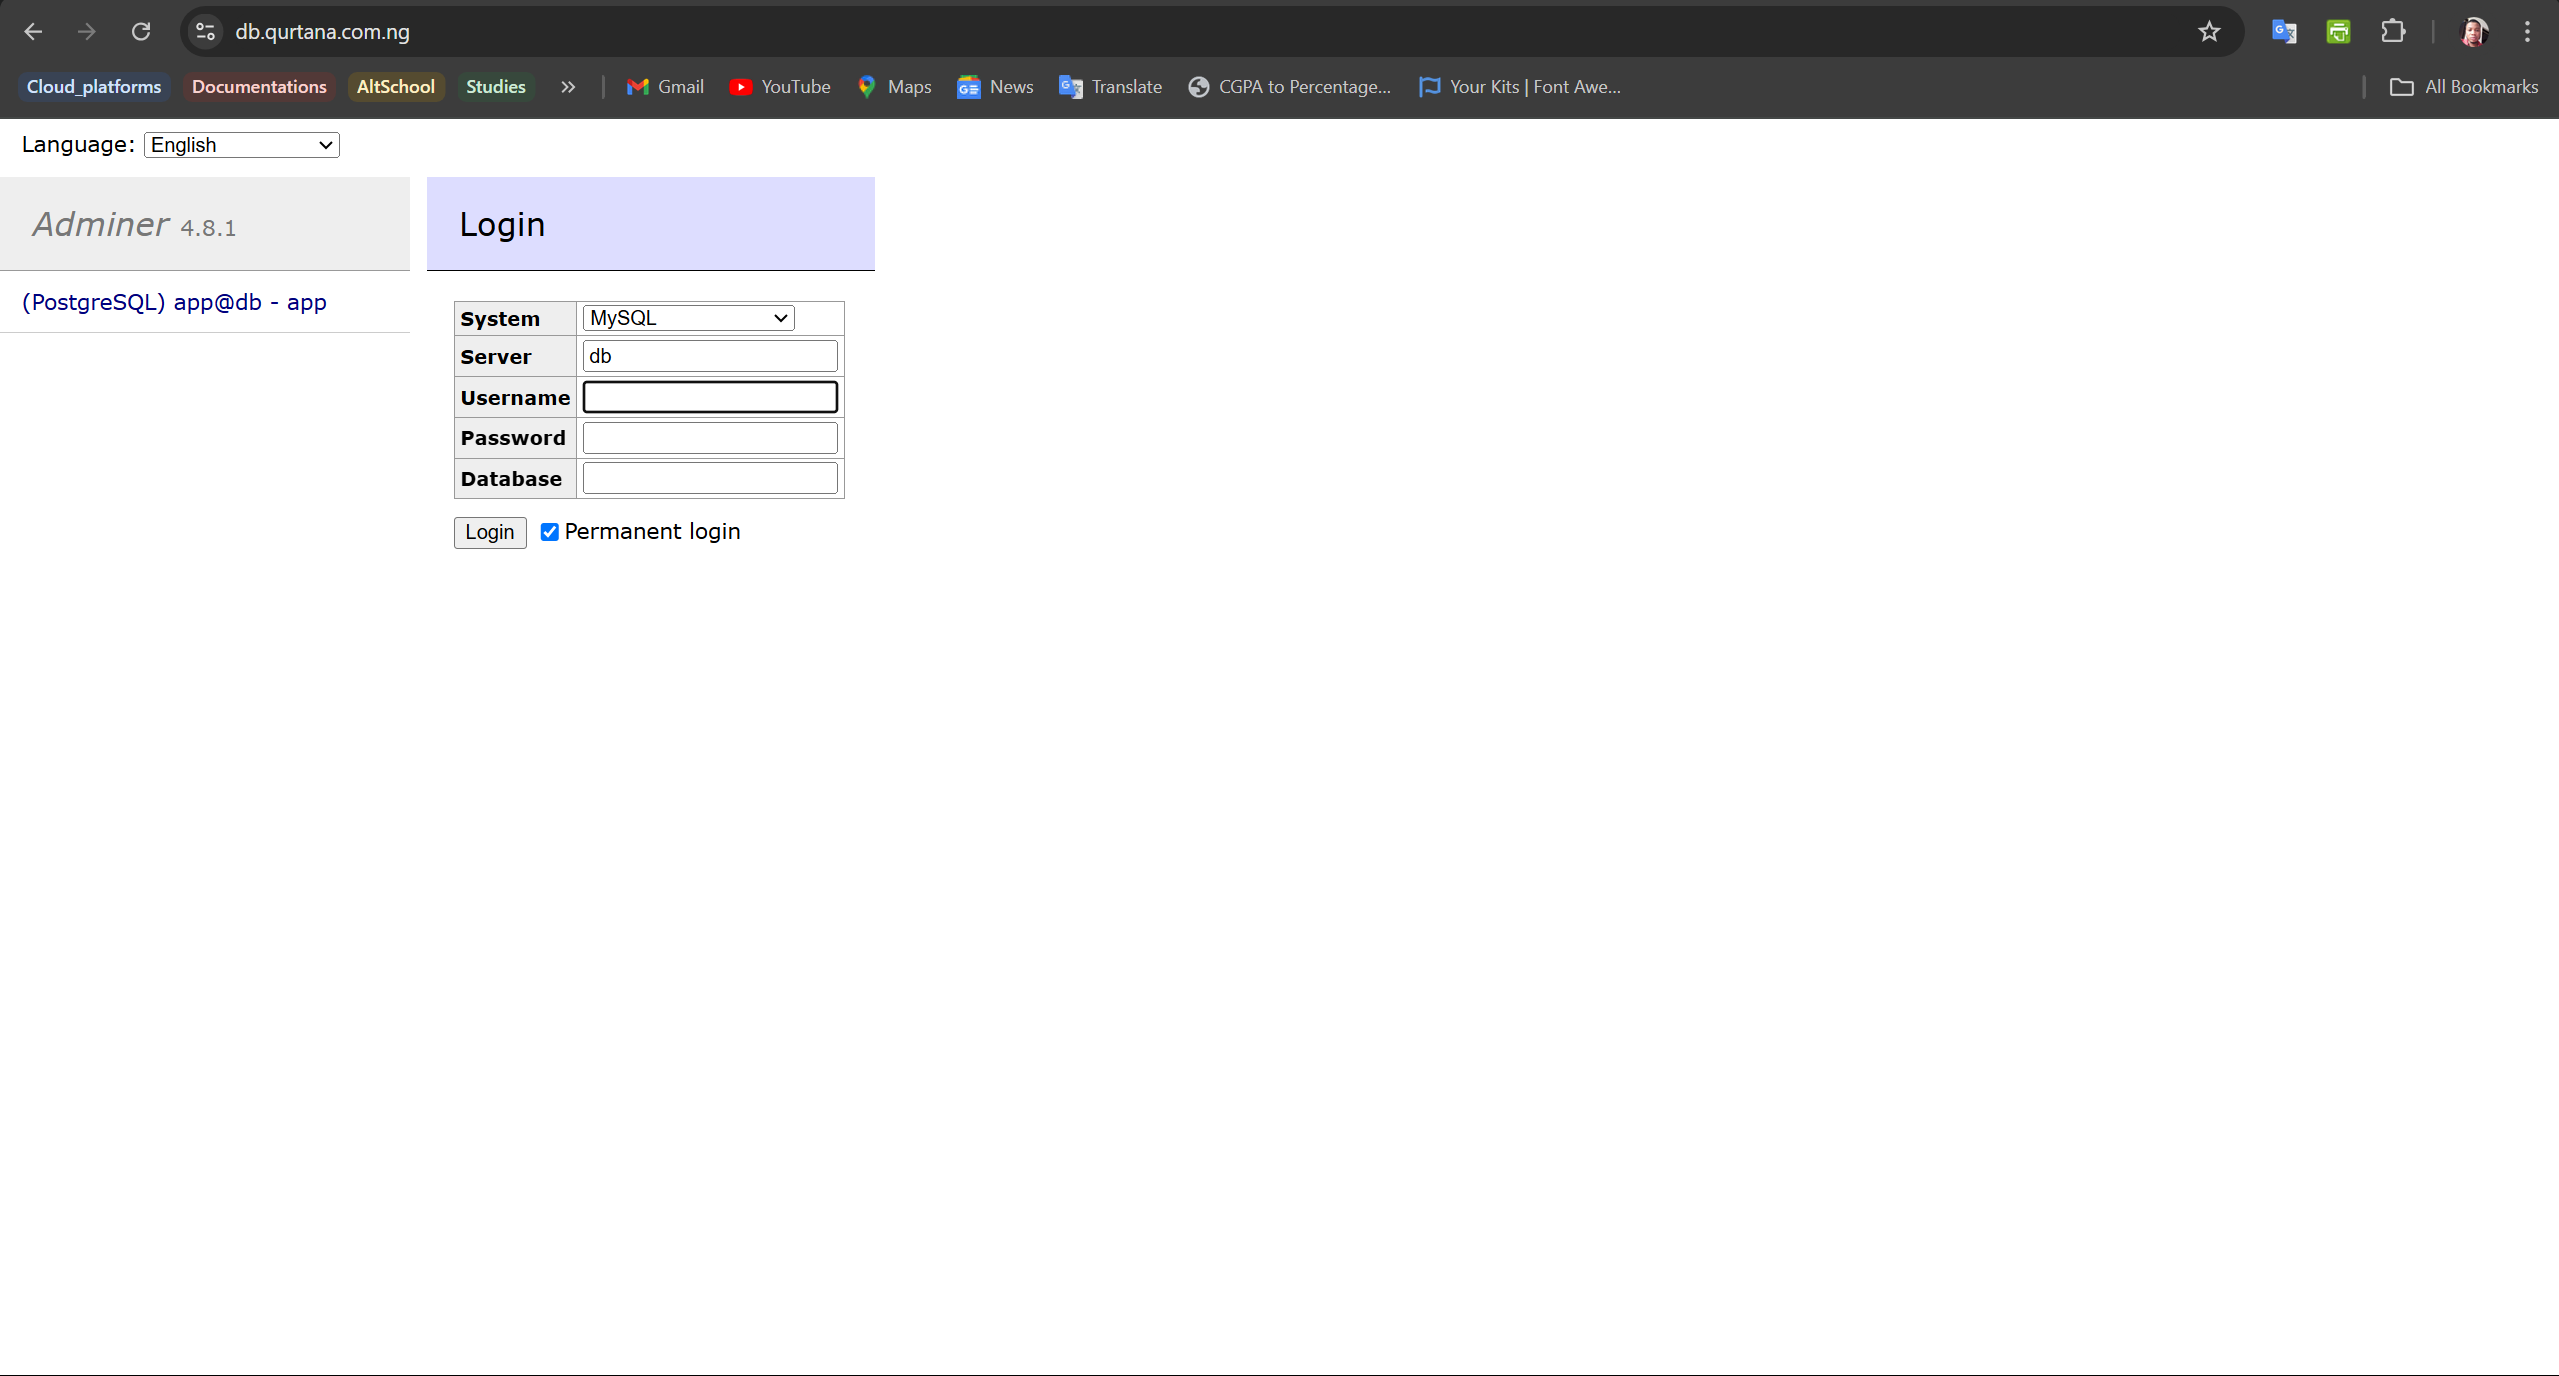 db.qurtana.com.ng
Cloud_platforms Documentations AltSchool Studies » Gmail YouTube Maps News Translate CGPA to Percentage... Your Kits | Font Awe... All Bookmarks
Language: English
Adminer 4.8.1
(PostgreSQL) app@db - app
Login
System MySQL
Server db
Username
Password
Database
Login Permanent login